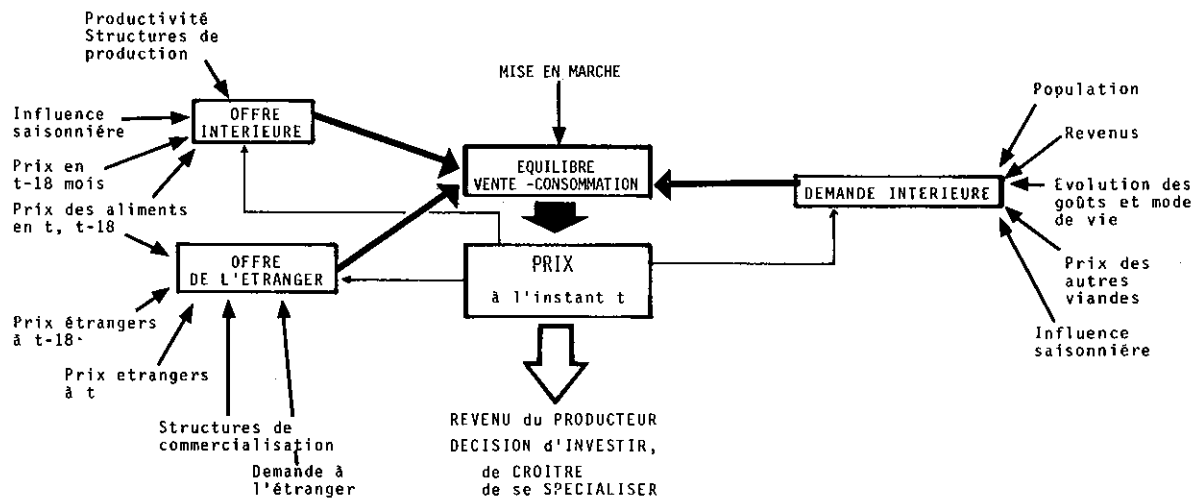 Productivité
Structures de
production
Influence
saisonniére
Prix en
t-18 mois
Prix des aliments
en t, t-18
OFFRE
INTERIEURE
OFFRE
DE L'ETRANGER
Prix étrangers
à t-18
Prix etrangers
à t
Structures de
commercialisation
Demande à
l'étranger
MISE EN MARCHE
EQUILIBRE
VENTE -CONSOMMATION
PRIX
à l'instant t
REVENU du PRODUCTEUR
DECISION d'INVESTIR,
de CROITRE
de se SPECIALISER
DEMANDE INTERIEURE
Population
Revenus
Evolution des
goûts et mode
de vie
Prix des
autres
viandes
Influence
saisonniére